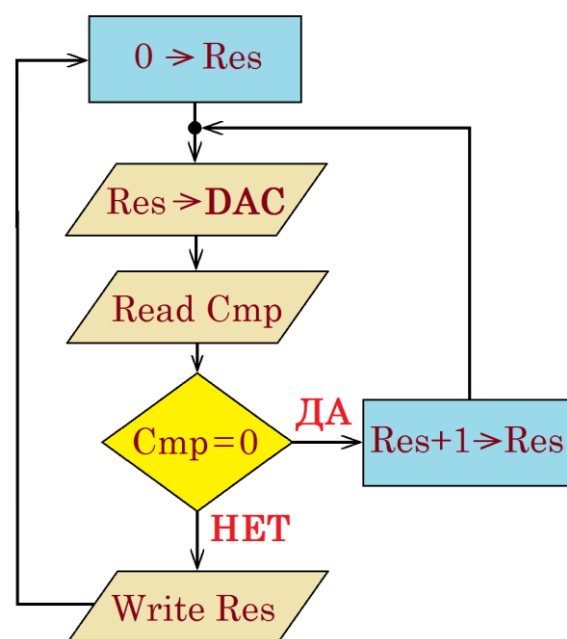 0 → Res
Res → DAC
Read Cmp
Cmp=0
ДА
Res+1→Res
НЕТ
Write Res